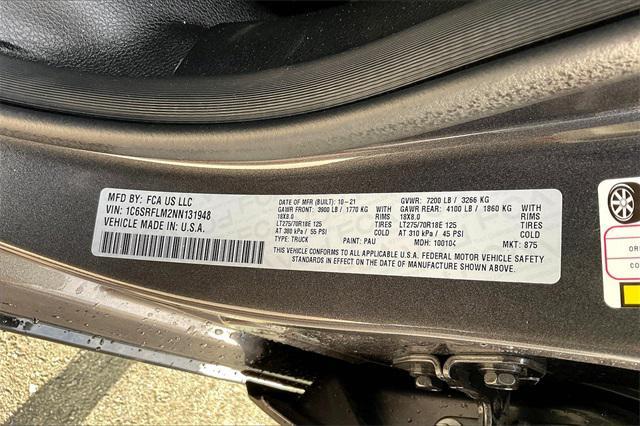 MFD BY: FCA US LLC
VIN: 1C6SRFLM2NN131948
VEHICLE MADE IN: U.S.A.
DATE OF MFR (BUILT): 10-21
GAWR FRONT: 3900 LB / 1770 KG
18X8.0 TIRES
LT275/70R18E 125 COLD
AT 380 kPa / 55 PSI
TYPE: TRUCK PAINT: PAU
GVWR: 7200 LB / 3266 KG
GAWR REAR: 4100 LB / 1860 KG
18X8.0 TIRES
LT275/70R18E 125 COLD
AT 310 kPa / 45 PSI
MDH: 100104 MKT: 875
THIS VEHICLE CONFORMS TO ALL APPLICABLE U.S.A. FEDERAL MOTOR VEHICLE SAFETY
STANDARDS IN EFFECT ON THE DATE OF MANUFACTURE SHOWN ABOVE.